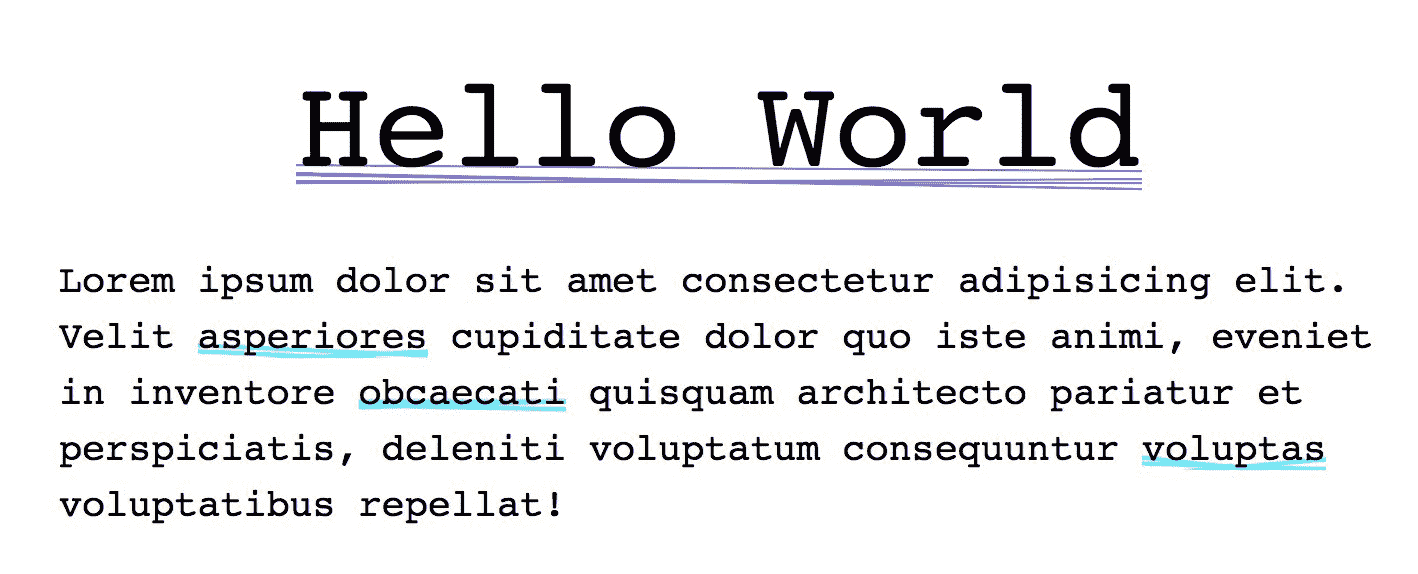 Hello World
Lorem ipsum dolor sit amet consectetur adipisicing elit.
Velit asperiores cupiditate dolor quo iste animi, eveniet
in inventore obcaecati quisquam architecto pariatur et
perspiciatis, deleniti voluptatum consequuntur voluptas
voluptatibus repellat!